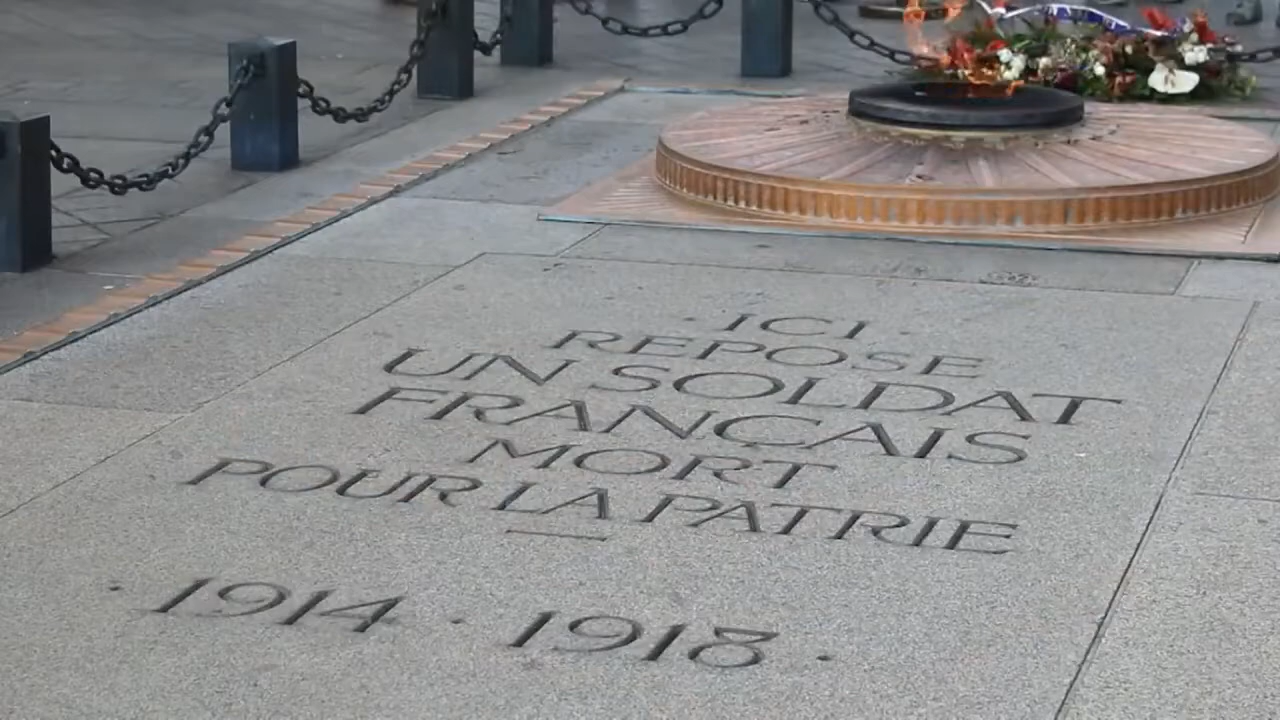 · ICI ·
REPOSE
UN SOLDAT
FRANÇAIS
MORT
POUR LA PATRIE
· 1914 · 1918 ·